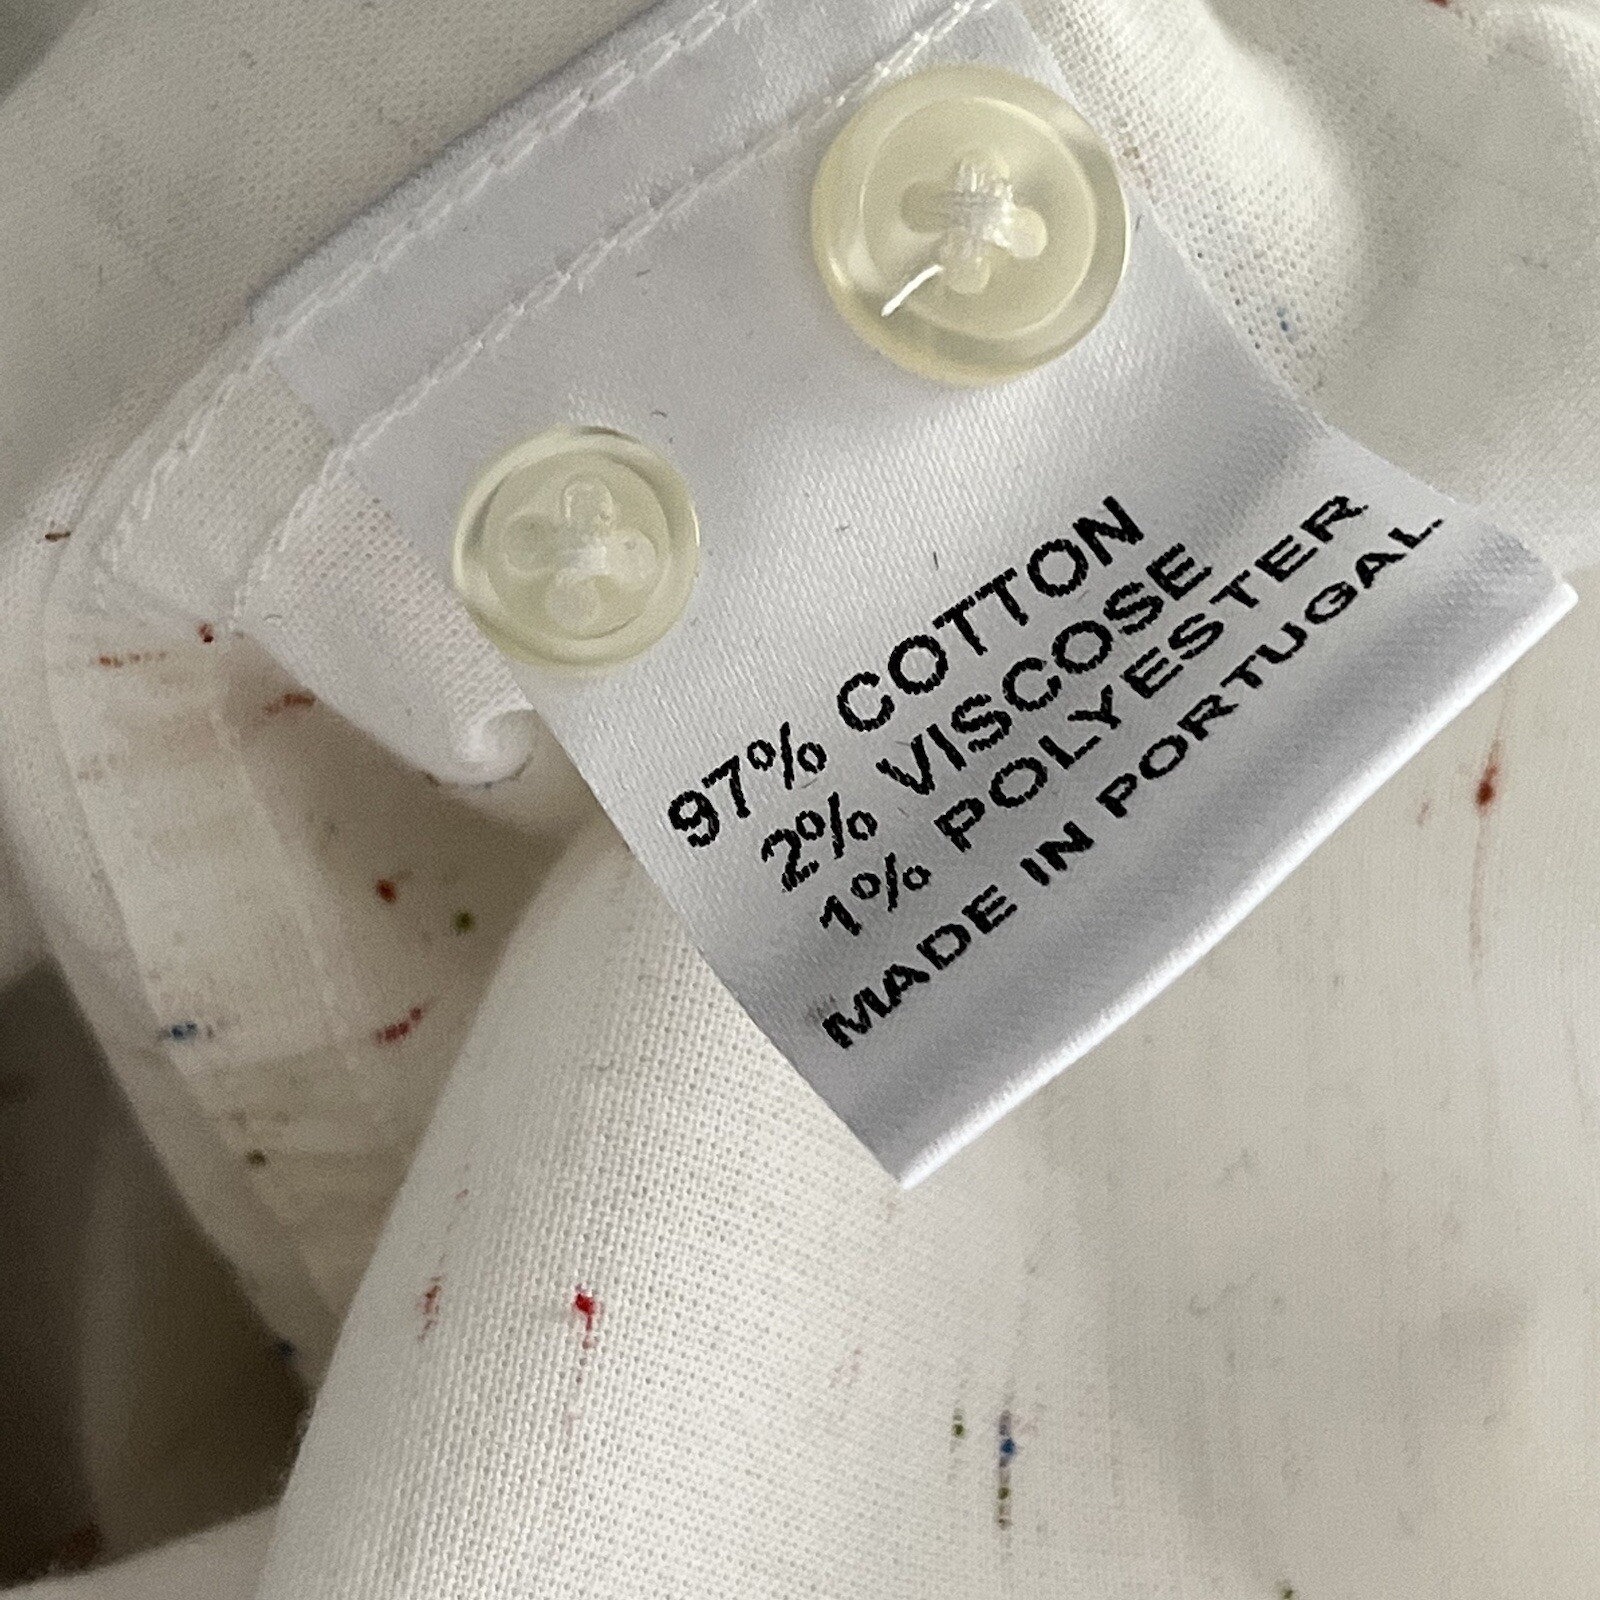 97% COTTON
2% VISCOSE
1% POLYESTER
MADE IN PORTUGAL